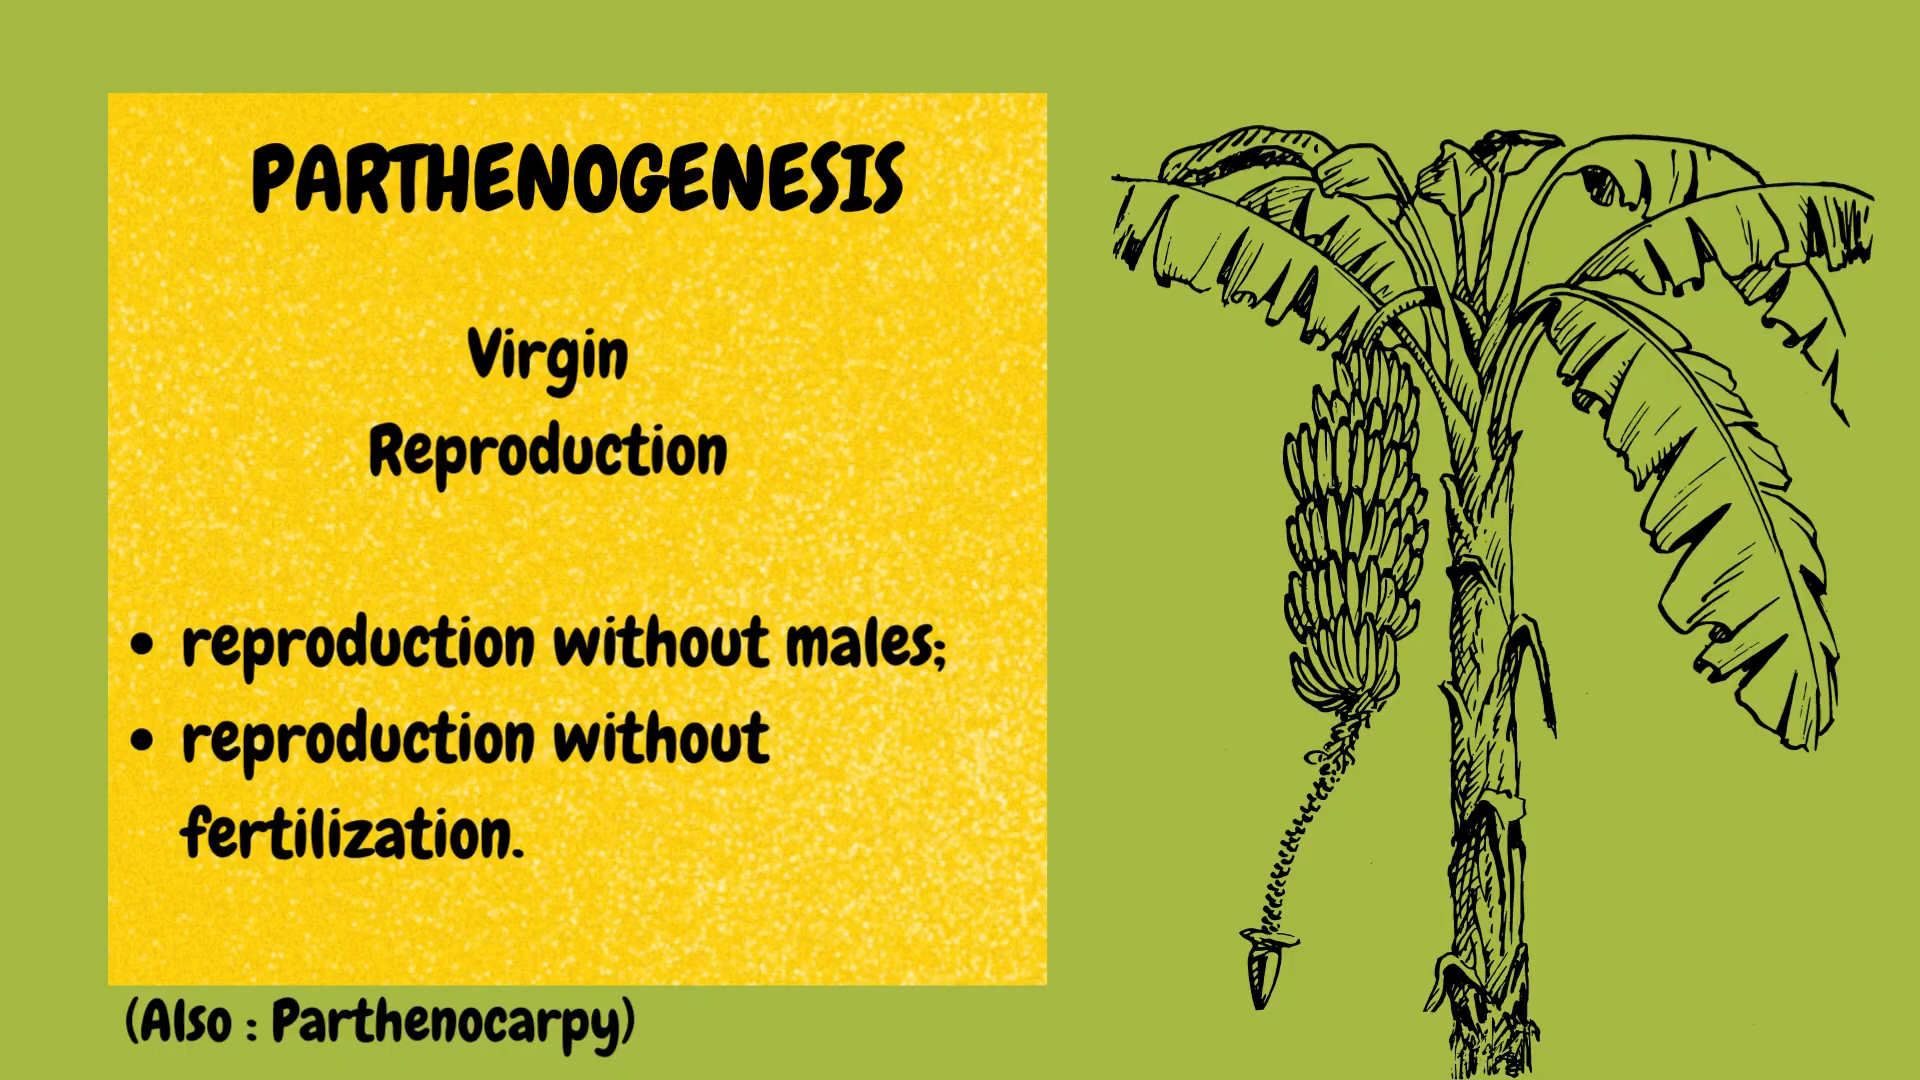 PARTHENOGENESIS
Virgin
Reproduction
• reproduction without males;
• reproduction without
fertilization.
(Also : Parthenocarpy)